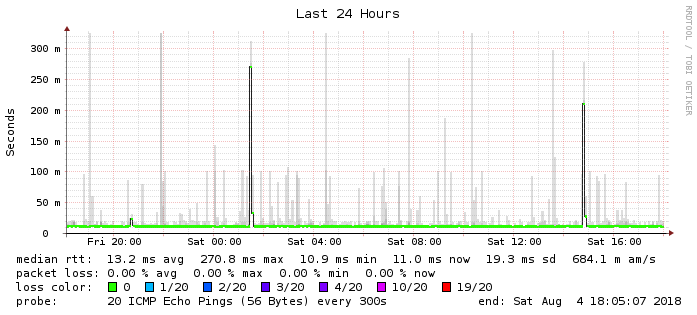 Last 24 Hours
RRDTOOL / TOBI OETIKER
Seconds
300 m
250 m
200 m
150 m
100 m
50 m
0
Fri 20:00 Sat 00:00 Sat 04:00 Sat 08:00 Sat 12:00 Sat 16:00
median rtt: 13.2 ms avg 270.8 ms max 10.9 ms min 11.0 ms now 19.3 ms sd 684.1 m am/s
packet loss: 0.00 % avg 0.00 % max 0.00 % min 0.00 % now
loss color: 0 1/20 2/20 3/20 4/20 10/20 19/20
probe: 20 ICMP Echo Pings (56 Bytes) every 300s end: Sat Aug 4 18:05:07 2018